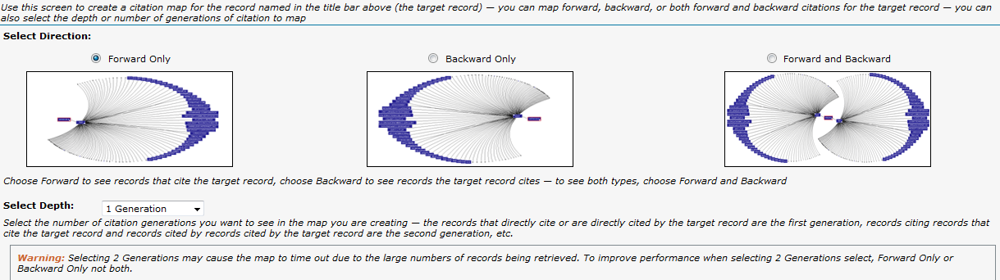 Use this screen to create a citation map for the record named in the title bar above (the target record) — you can map forward, backward, or both forward and backward citations for the target record — you can
also select the depth or number of generations of citation to map
Select Direction:
Forward Only
Backward Only
Forward and Backward
Choose Forward to see records that cite the target record, choose Backward to see records the target record cites — to see both types, choose Forward and Backward
Select Depth:
1 Generation
Select the number of citation generations you want to see in the map you are creating — the records that directly cite or are directly cited by the target record are the first generation, records citing records that
cite the target record and records cited by records cited by the target record are the second generation, etc.
Warning: Selecting 2 Generations may cause the map to time out due to the large numbers of records being retrieved. To improve performance when selecting 2 Generations select, Forward Only or
Backward Only not both.